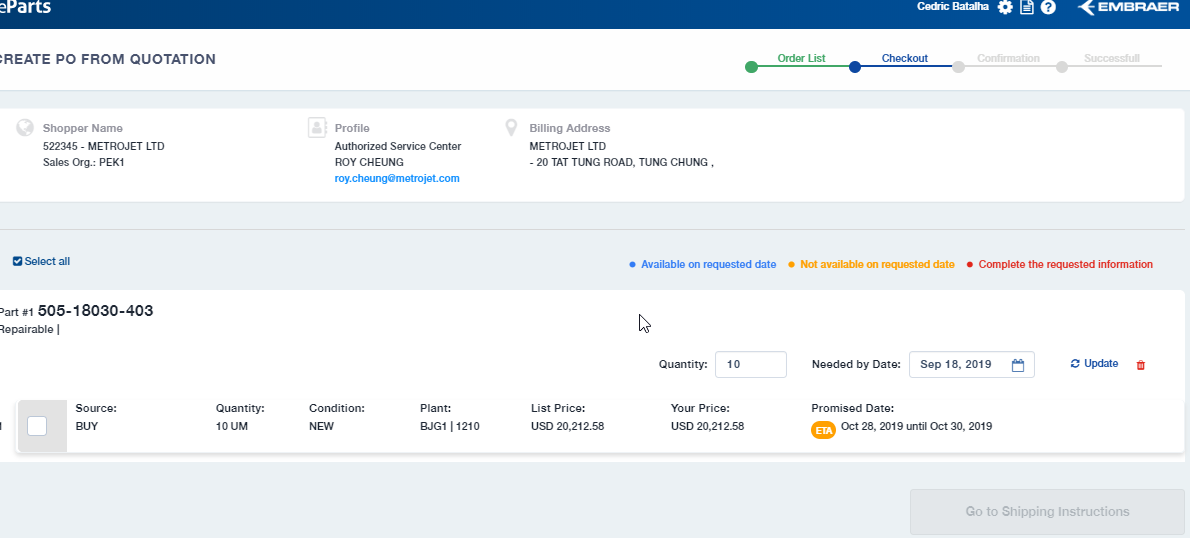 eParts
Cedric Batalha
EMBRAER
CREATE PO FROM QUOTATION
Order List
Checkout
Confirmation
Successfull
Shopper Name
522345 - METROJET LTD
Sales Org.: PEK1
Profile
Authorized Service Center
ROY CHEUNG
roy.cheung@metrojet.com
Billing Address
METROJET LTD
- 20 TAT TUNG ROAD, TUNG CHUNG ,
Select all
Available on requested date
Not available on requested date
Complete the requested information
Part #1 505-18030-403
Repairable |
Quantity: 10
Needed by Date: Sep 18, 2019
Update
Source:
BUY
Quantity:
10 UM
Condition:
NEW
Plant:
BJG1 | 1210
List Price:
USD 20,212.58
Your Price:
USD 20,212.58
Promised Date:
ETA Oct 28, 2019 until Oct 30, 2019
Go to Shipping Instructions